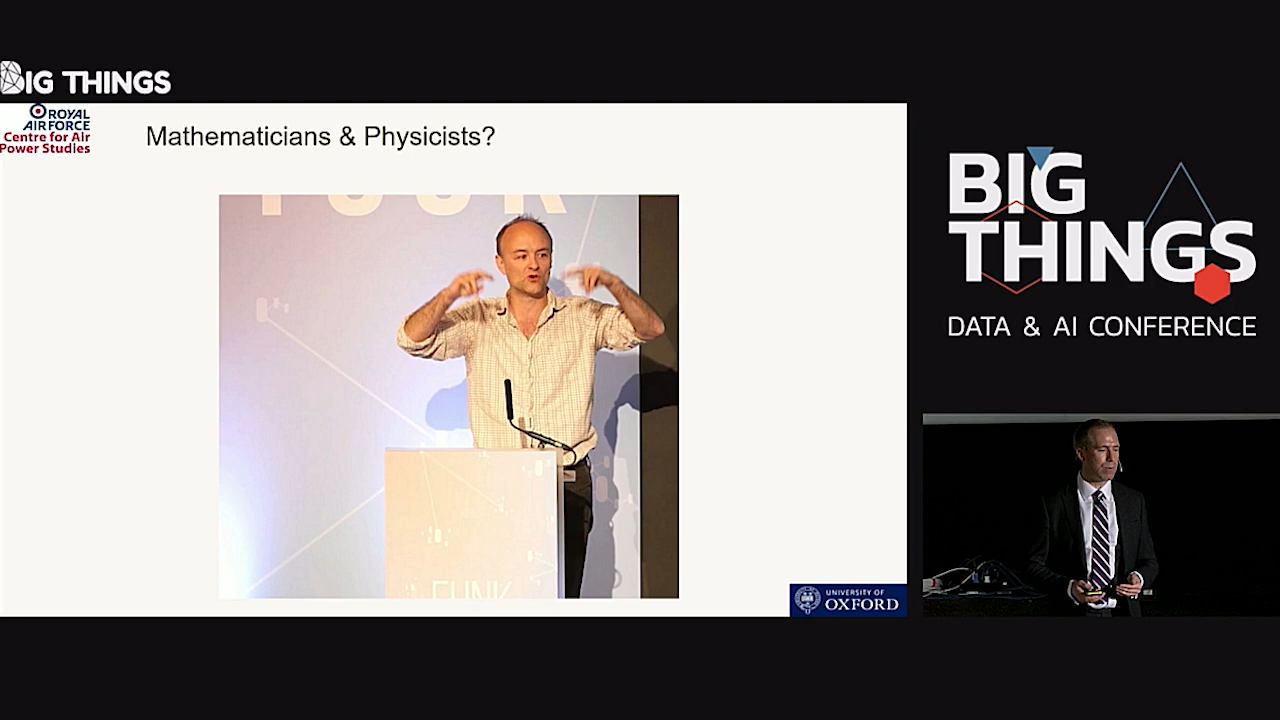 BIG THINGS
ROYAL
AIR FORCE
Centre for Air
Power Studies
Mathematicians & Physicists?
FUNK
UNIVERSITY OF
OXFORD
BIG
THINGS
DATA & AI CONFERENCE